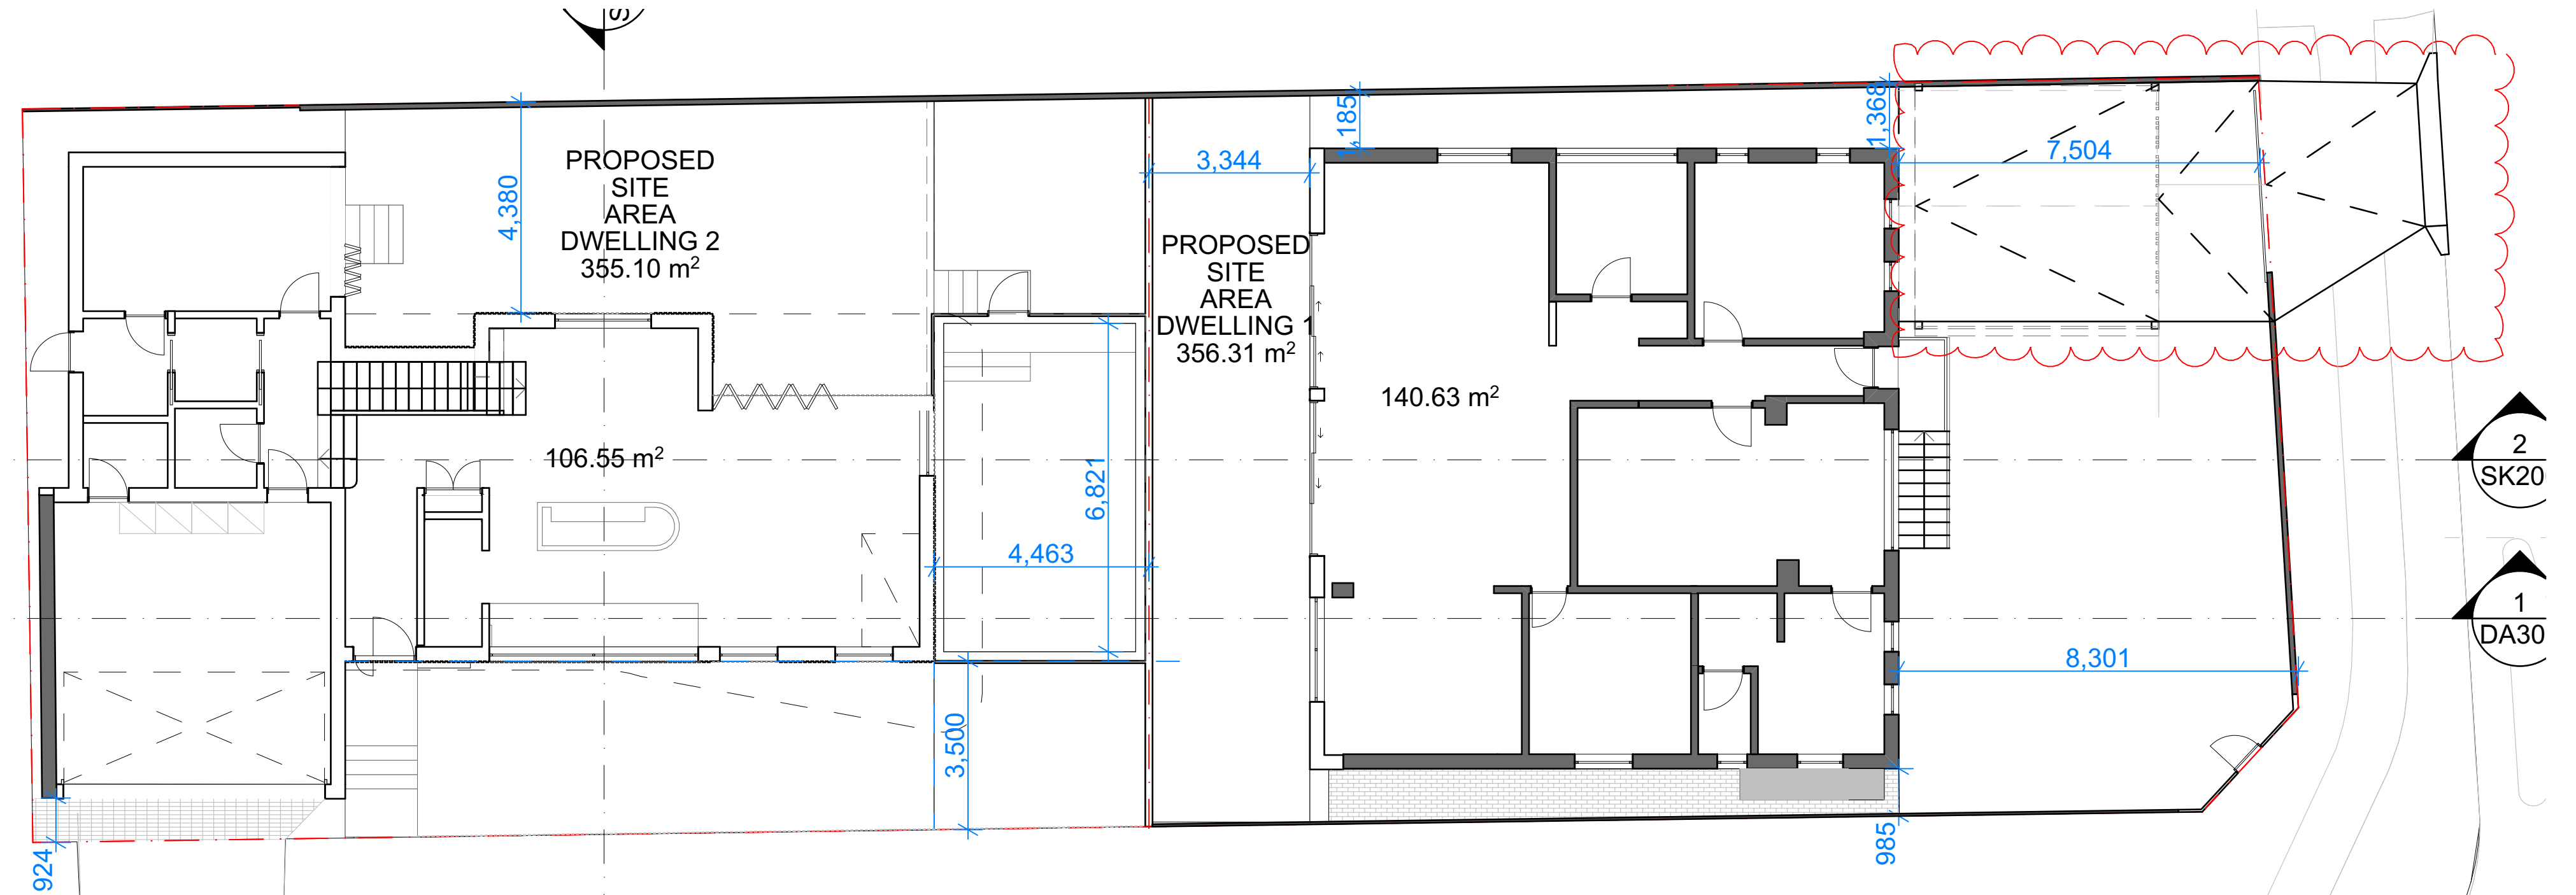 PROPOSED
SITE
AREA
DWELLING 2
355.10 m²
4,380
106.55 m²
4,463
6,821
3,500
924
PROPOSED
SITE
AREA
DWELLING 1
356.31 m²
3,344
1,185
1,368
7,504
140.63 m²
8,301
985
2
SK20
1
DA30